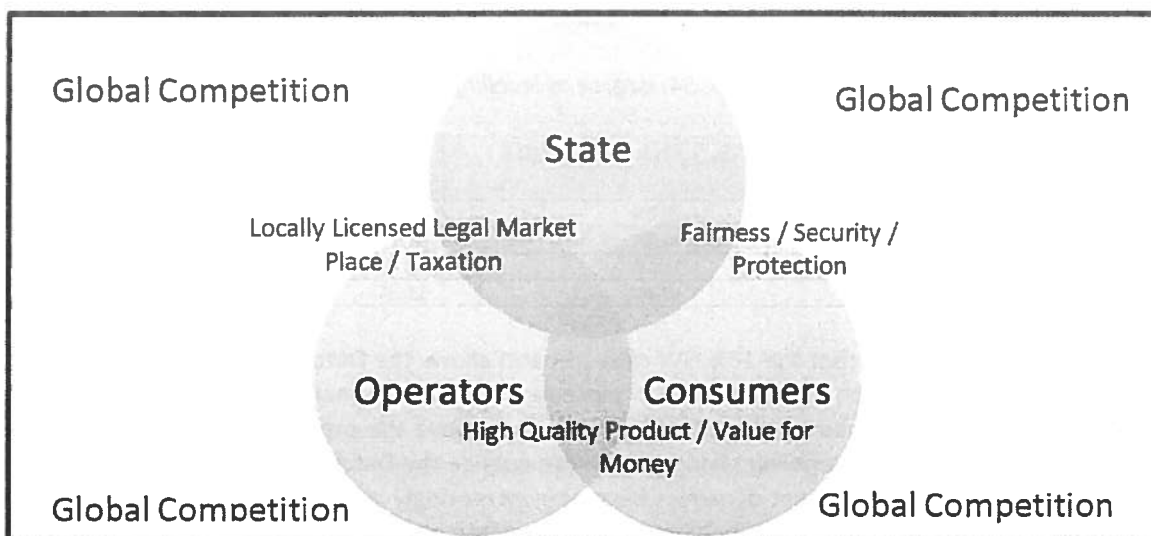 Global Competition
Global Competition
State
Locally Licensed Legal Market
Place / Taxation
Fairness / Security /
Protection
Operators
Consumers
High Quality Product / Value for
Money
Global Competition
Global Competition